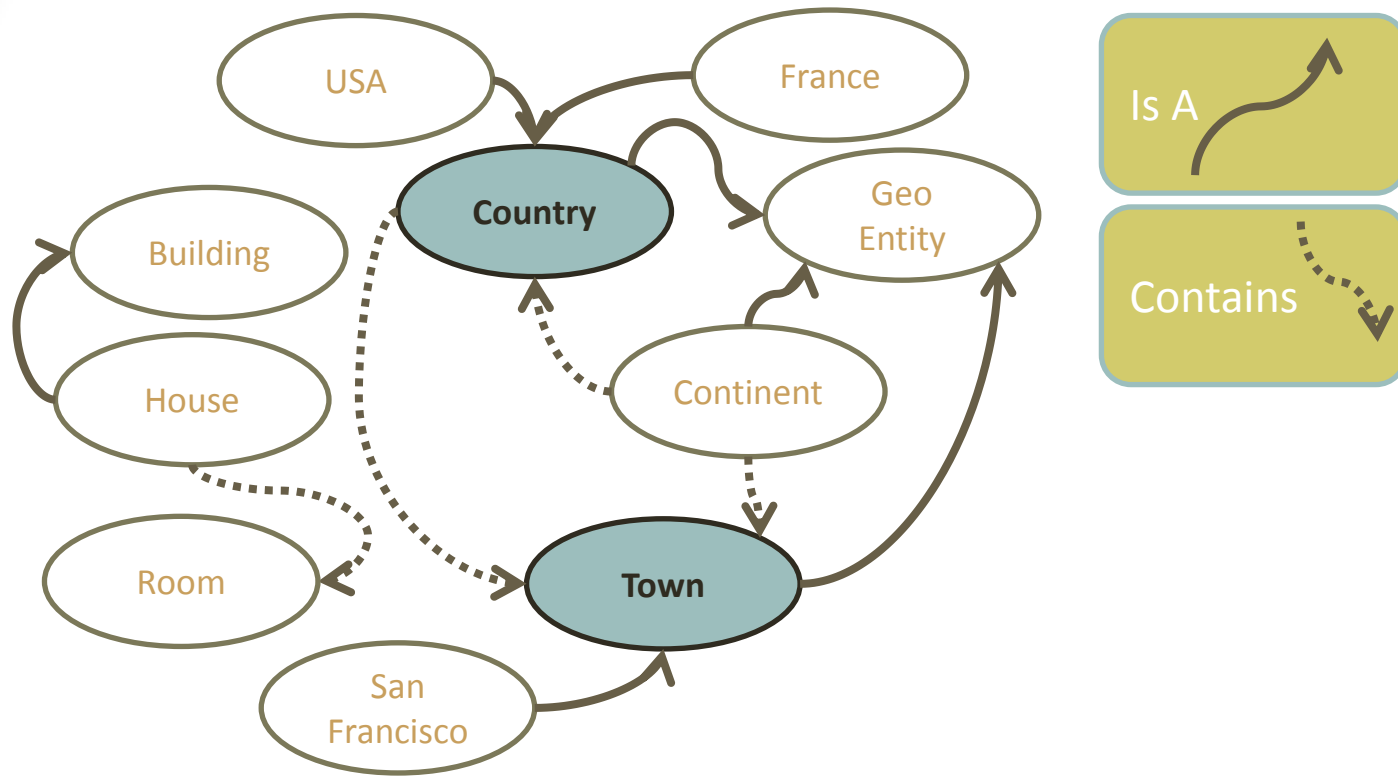 USA
France
Is A
Country
Geo
Entity
Building
Contains
House
Continent
Room
Town
San
Francisco